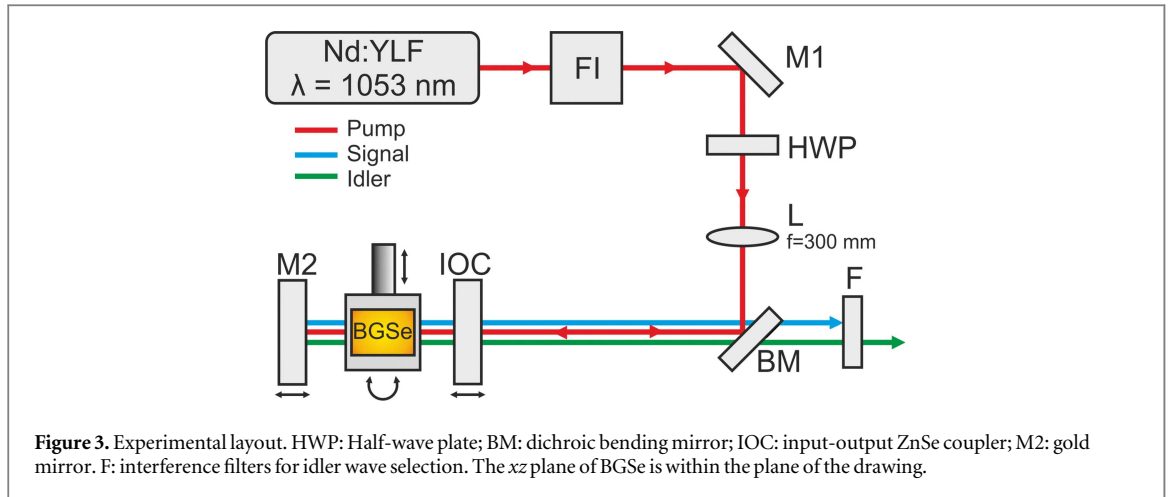 Nd:YLF
λ = 1053 nm
FI
M1
Pump
Signal
Idler
HWP
L
f=300 mm
M2
IOC
F
BGSe
BM
Figure 3. Experimental layout. HWP: Half-wave plate; BM: dichroic bending mirror; IOC: input-output ZnSe coupler; M2: gold
mirror. F: interference filters for idler wave selection. The xz plane of BGSe is within the plane of the drawing.